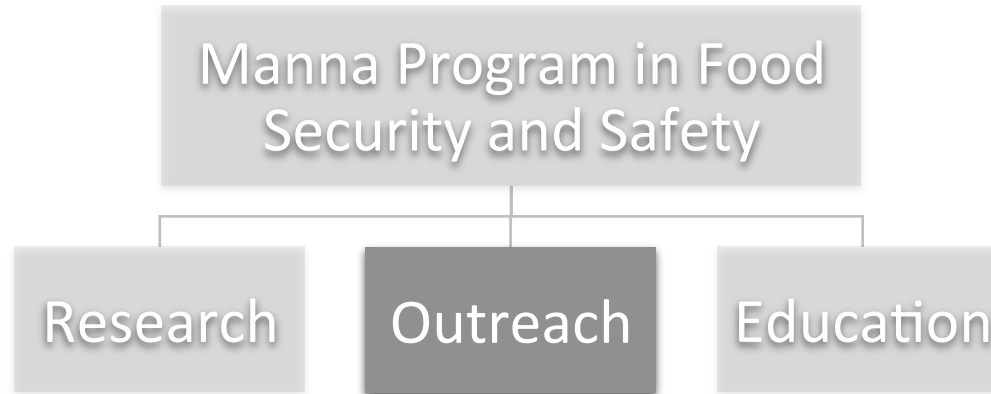 Manna Program in Food
Security and Safety
Research
Outreach
Education